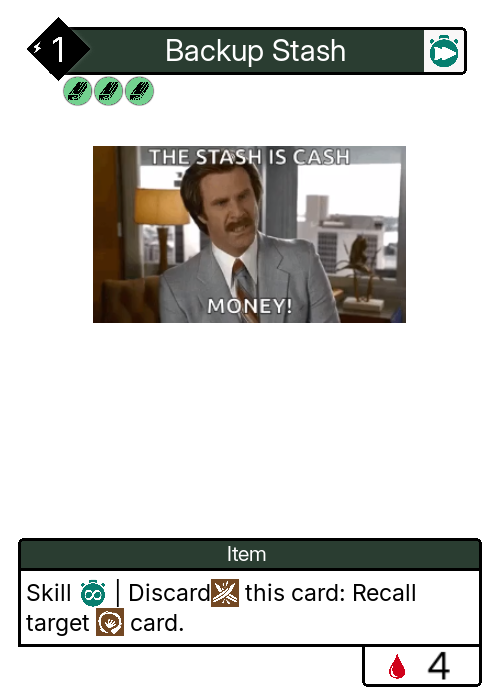 1
Backup Stash
THE STASH IS CASH
MONEY!
Item
Skill | Discard this card: Recall
target card.
4